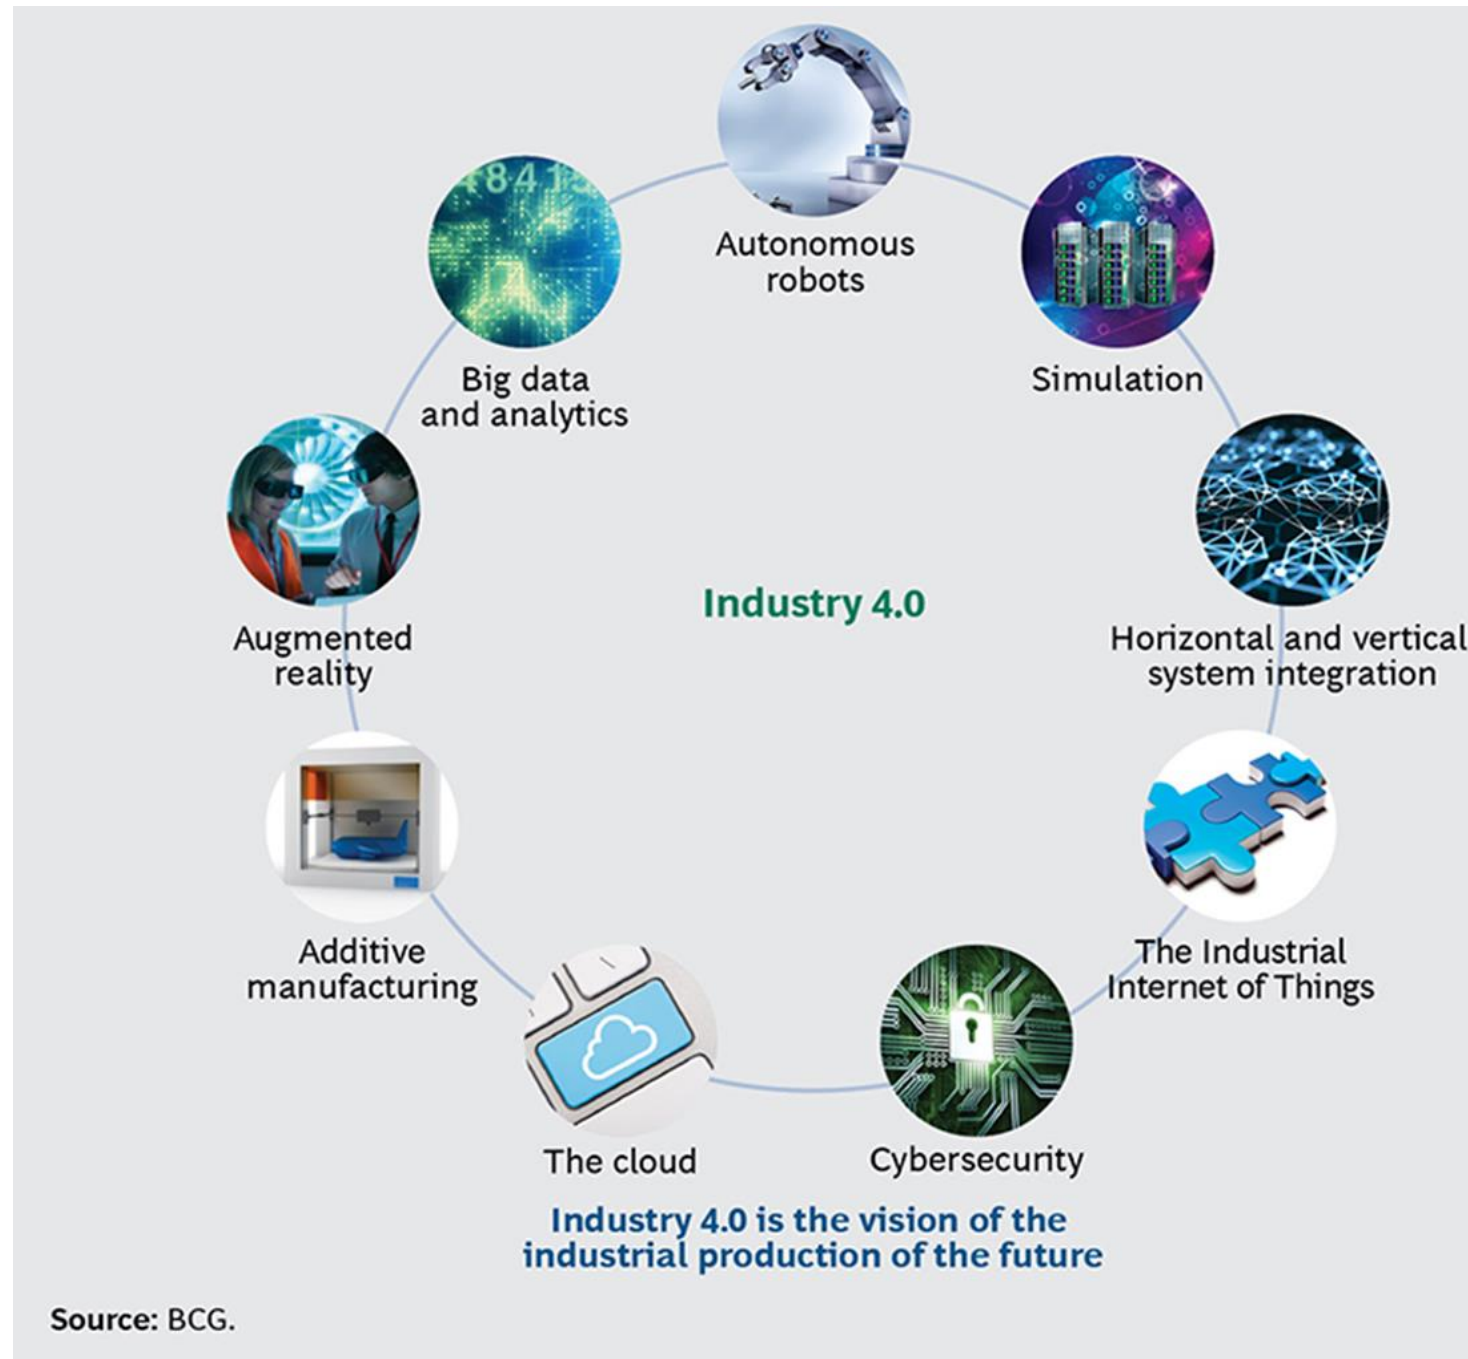 Autonomous
robots
Simulation
Horizontal and vertical
system integration
The Industrial
Internet of Things
Cybersecurity
The cloud
Additive
manufacturing
Augmented
reality
Big data
and analytics
Industry 4.0
Industry 4.0 is the vision of the
industrial production of the future
Source: BCG.